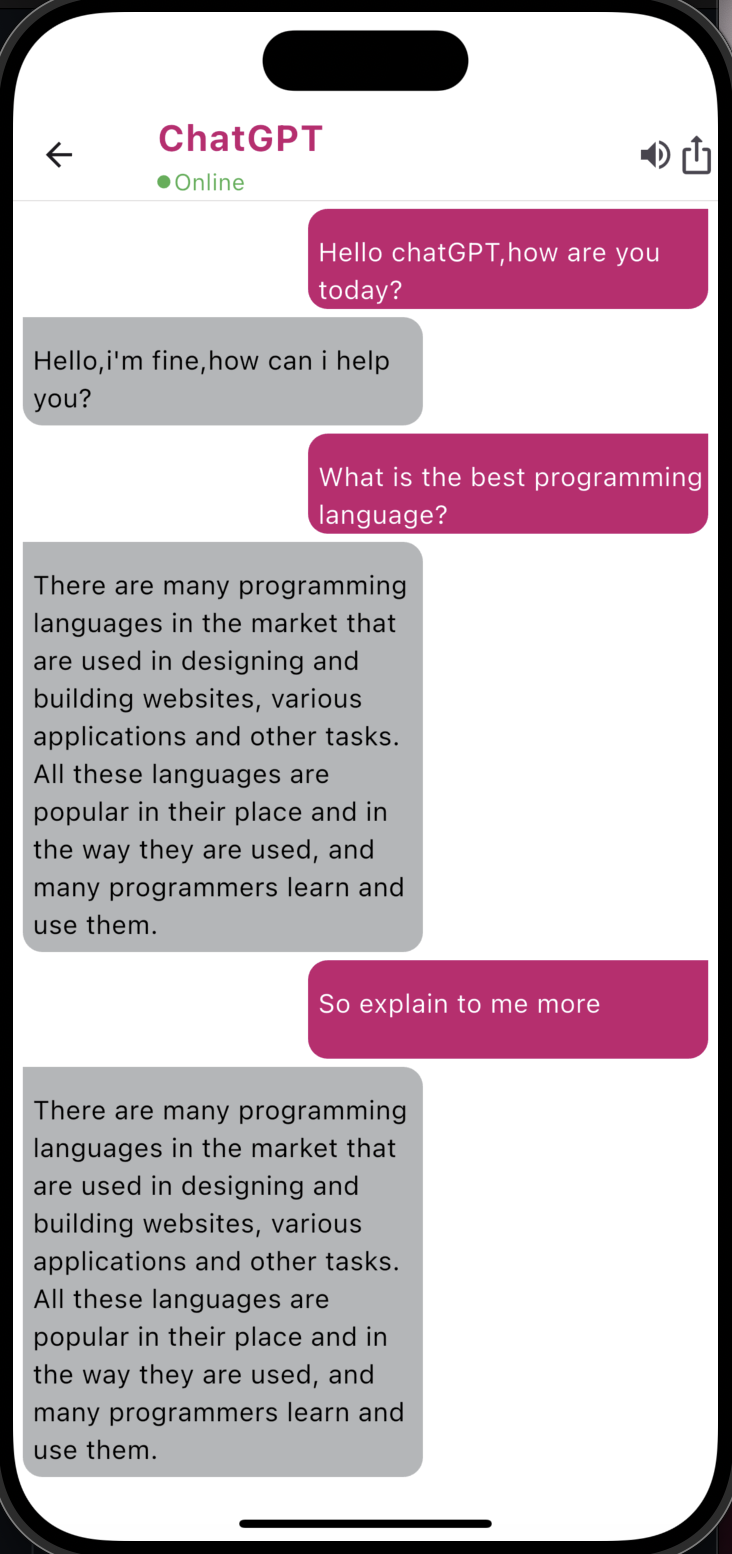 ChatGPT
Online
Hello chatGPT,how are you
today?
Hello,i'm fine,how can i help
you?
What is the best programming
language?
There are many programming
languages in the market that
are used in designing and
building websites, various
applications and other tasks.
All these languages are
popular in their place and in
the way they are used, and
many programmers learn and
use them.
So explain to me more
There are many programming
languages in the market that
are used in designing and
building websites, various
applications and other tasks.
All these languages are
popular in their place and in
the way they are used, and
many programmers learn and
use them.